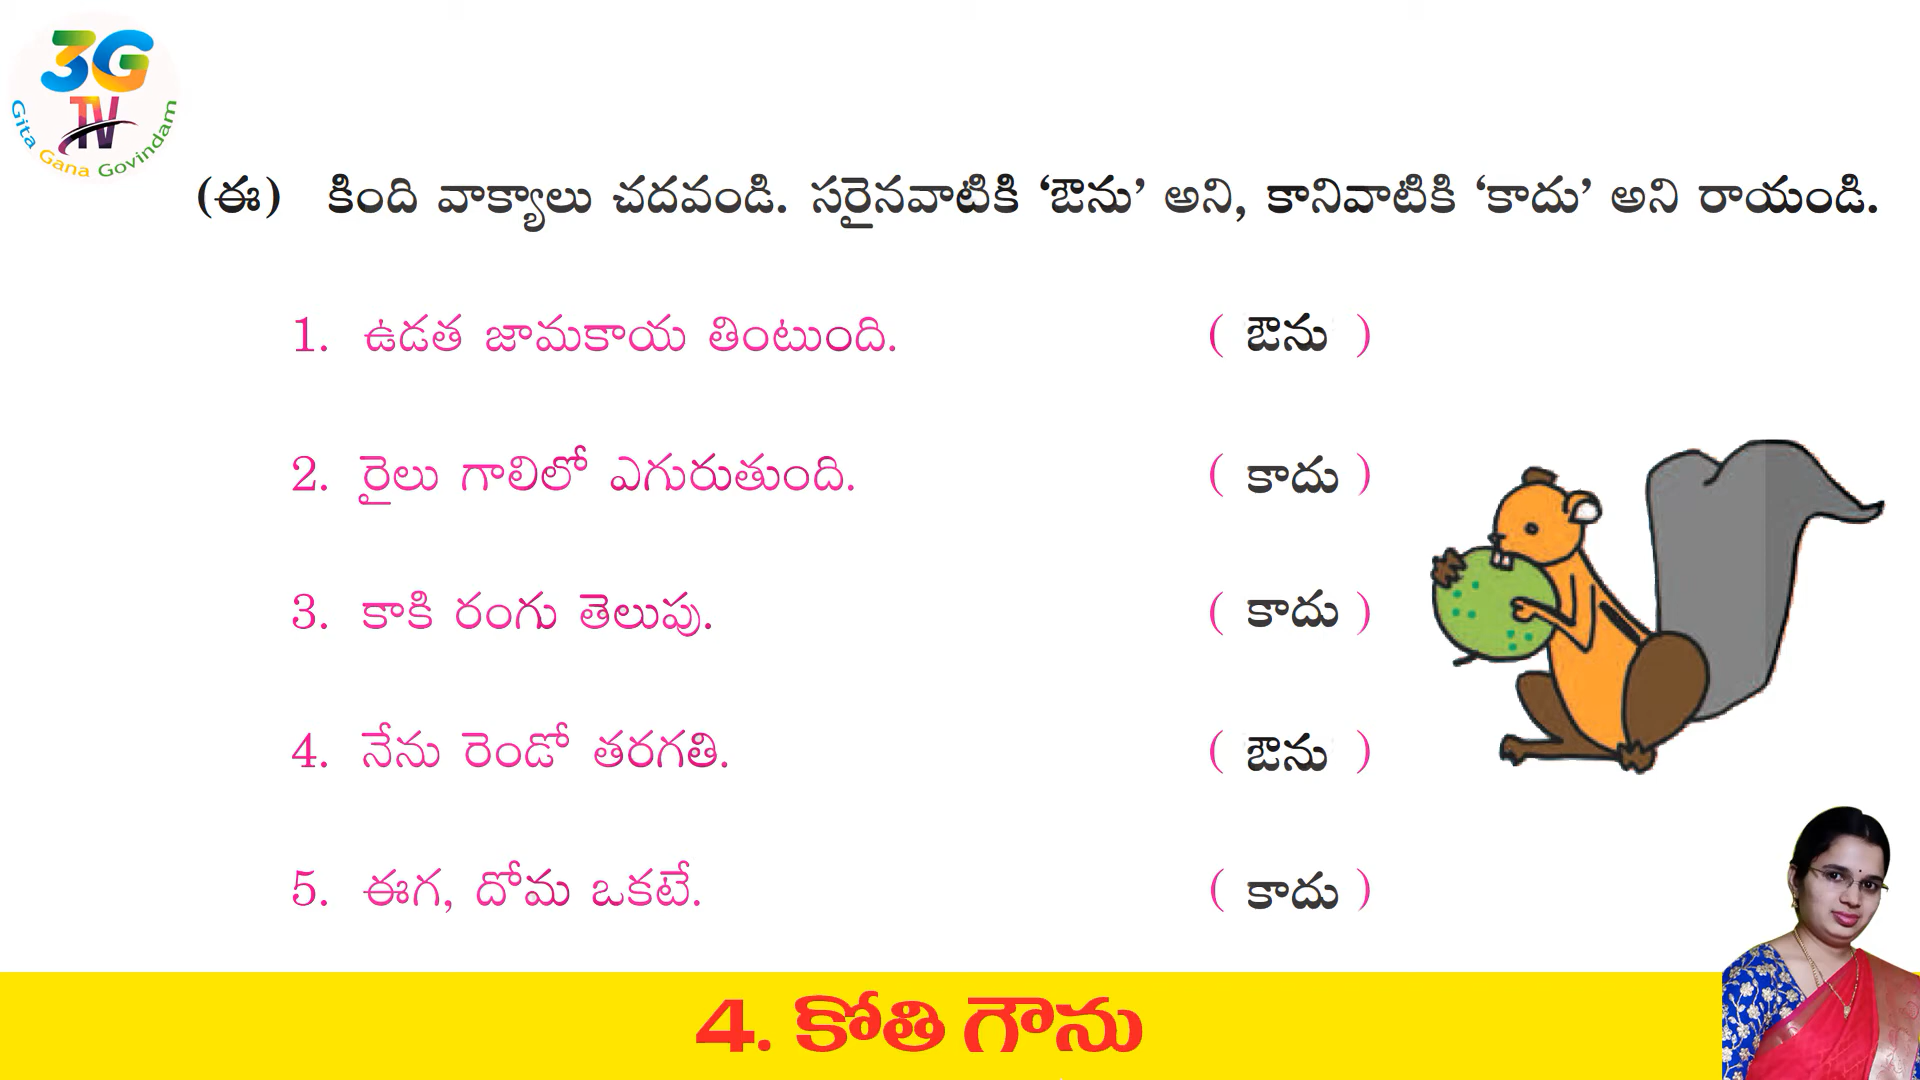 3G
TV
Gita Gana Govindam
(ఈ) కింది వాక్యాలు చదవండి. సరైనవాటికి ‘ఔను’ అని, కానివాటికి ‘కాదు’ అని రాయండి.
1. ఉడత జామకాయ తింటుంది. ( ఔను )
2. రైలు గాలిలో ఎగురుతుంది. ( కాదు )
3. కాకి రంగు తెలుపు. ( కాదు )
4. నేను రెండో తరగతి. ( ఔను )
5. ఈగ, దోమ ఒకటే. ( కాదు )
4. కోతి గౌను